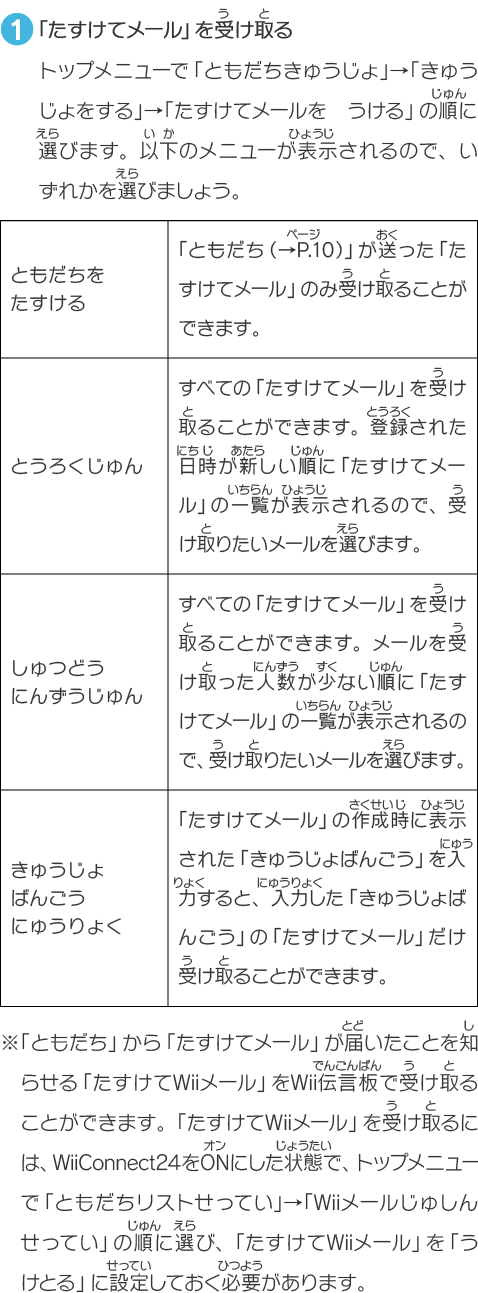 1 「たすけてメール」を受け取る
トップメニューで「ともだちきゅうじょ」→「きゅう
じょをする」→「たすけてメールを　うける」の順に
選びます。以下のメニューが表示されるので、い
ずれかを選びましょう。
ともだちを
たすける
「ともだち（→P.10）」が送った「た
すけてメール」のみ受け取ることが
できます。
とうろくじゅん
すべての「たすけてメール」を受け
取ることができます。登録された
日時が新しい順に「たすけてメー
ル」の一覧が表示されるので、受
け取りたいメールを選びます。
しゅつどう
にんずうじゅん
すべての「たすけてメール」を受け
取ることができます。メールを受
け取った人数が少ない順に「たす
けてメール」の一覧が表示されるの
で、受け取りたいメールを選びます。
きゅうじょ
ばんごう
にゅうりょく
「たすけてメール」の作成時に表示
された「きゅうじょばんごう」を入
力すると、入力した「きゅうじょば
んごう」の「たすけてメール」だけ
受け取ることができます。
※「ともだち」から「たすけてメール」が届いたことを知
らせる「たすけてWiiメール」をWii伝言板で受け取る
ことができます。「たすけてWiiメール」を受け取るに
は、WiiConnect24をONにした状態で、トップメニュー
で「ともだちリストせってい」→「Wiiメールじゅしん
せってい」の順に選び、「たすけてWiiメール」を「う
けとる」に設定しておく必要があります。